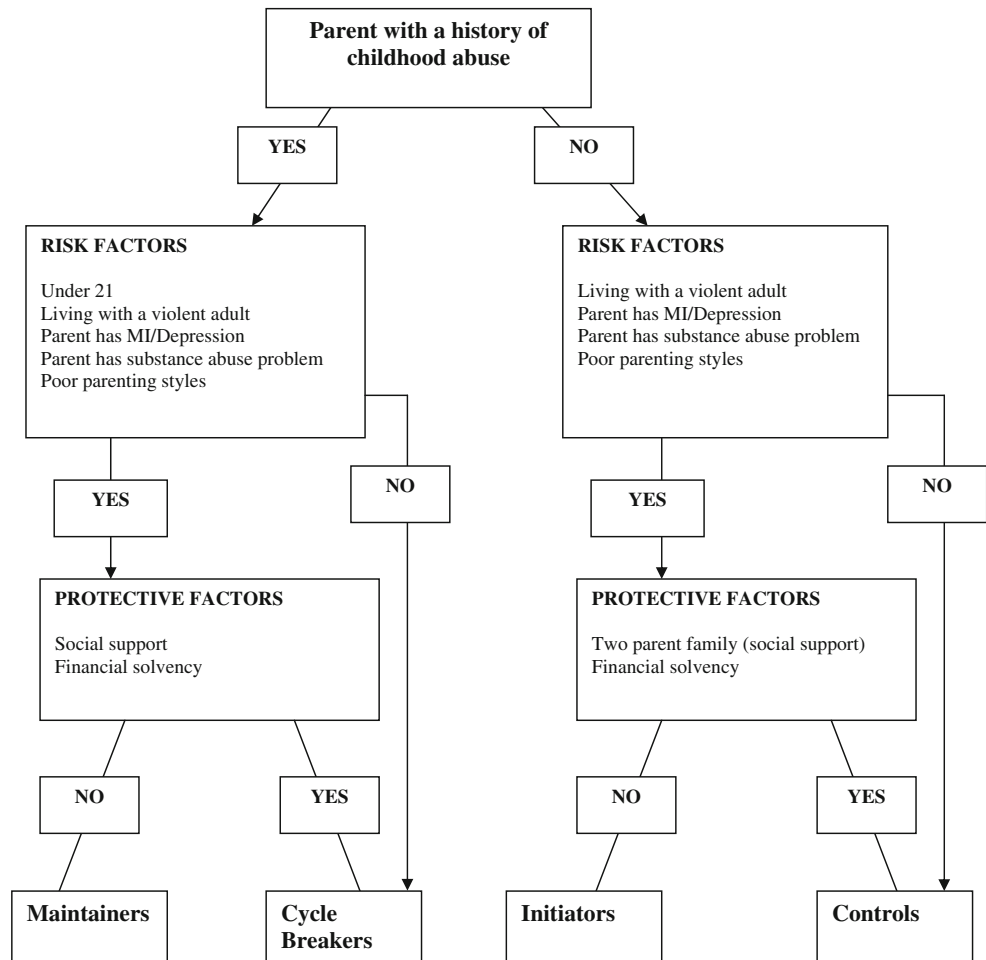 Parent with a history of
childhood abuse
YES
NO
RISK FACTORS
Under 21
Living with a violent adult
Parent has MI/Depression
Parent has substance abuse problem
Poor parenting styles
RISK FACTORS
Living with a violent adult
Parent has MI/Depression
Parent has substance abuse problem
Poor parenting styles
YES
NO
YES
NO
PROTECTIVE FACTORS
Social support
Financial solvency
PROTECTIVE FACTORS
Two parent family (social support)
Financial solvency
NO
YES
NO
YES
Maintainers
Cycle
Breakers
Initiators
Controls